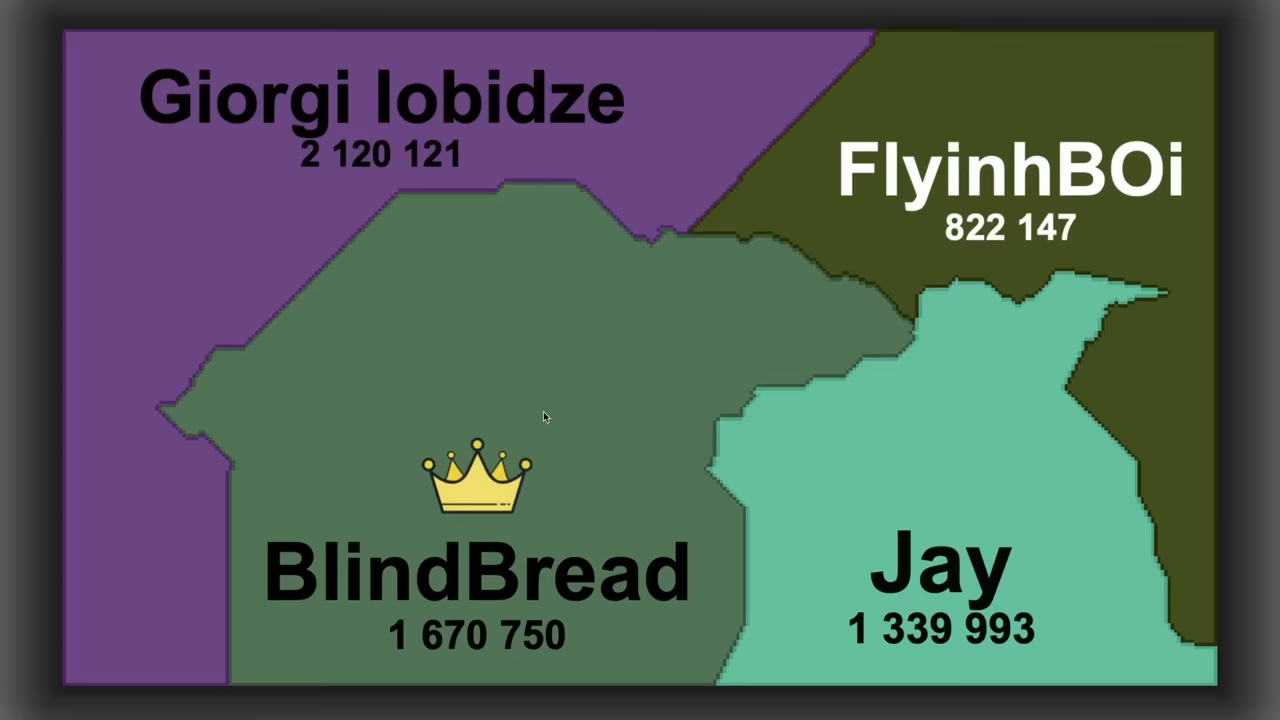 Giorgi lobidze
2 120 121
FlyinhBOi
822 147
BlindBread
1 670 750
Jay
1 339 993